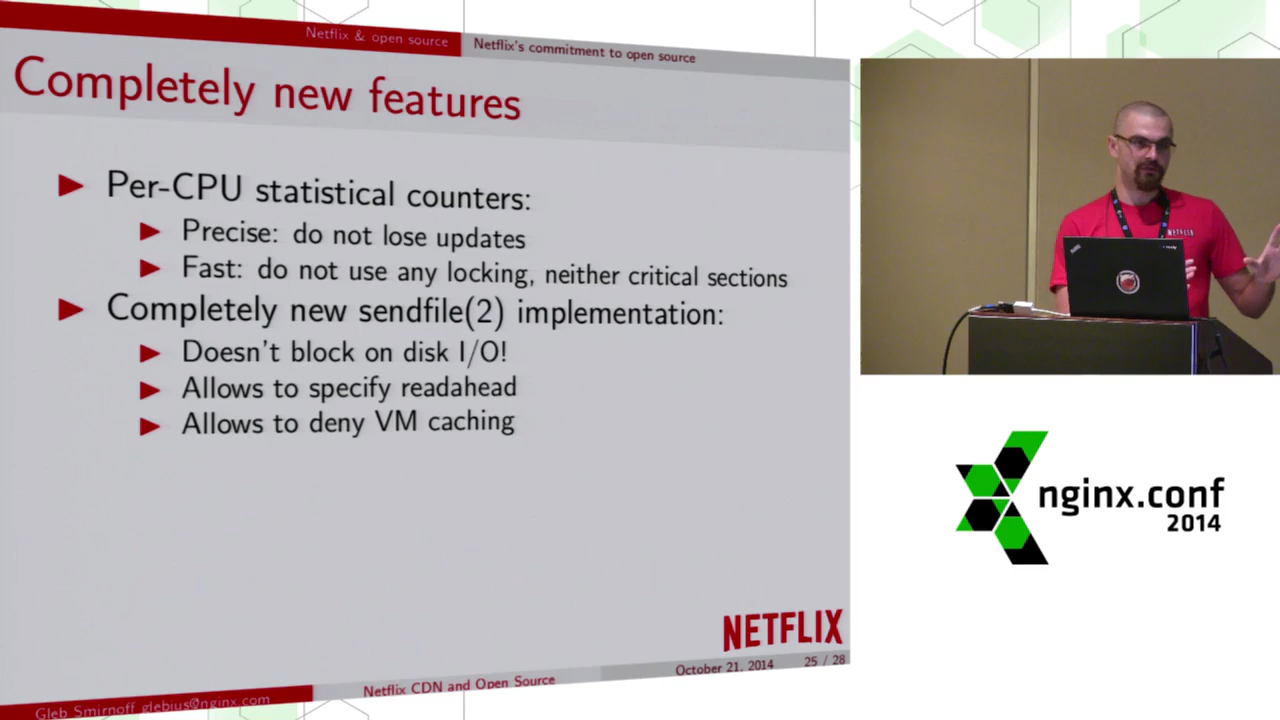 Netflix & open source
Netflix's commitment to open source
Completely new features
Per-CPU statistical counters:
Precise: do not lose updates
Fast: do not use any locking, neither critical sections
Completely new sendfile(2) implementation:
Doesn't block on disk I/O!
Allows to specify readahead
Allows to deny VM caching
NETFLIX
October 21, 2014
25 / 28
Netflix CDN and Open Source
Gleb Smirnoff glebius@nginx.com
NETFLIX
nginx.conf
2014